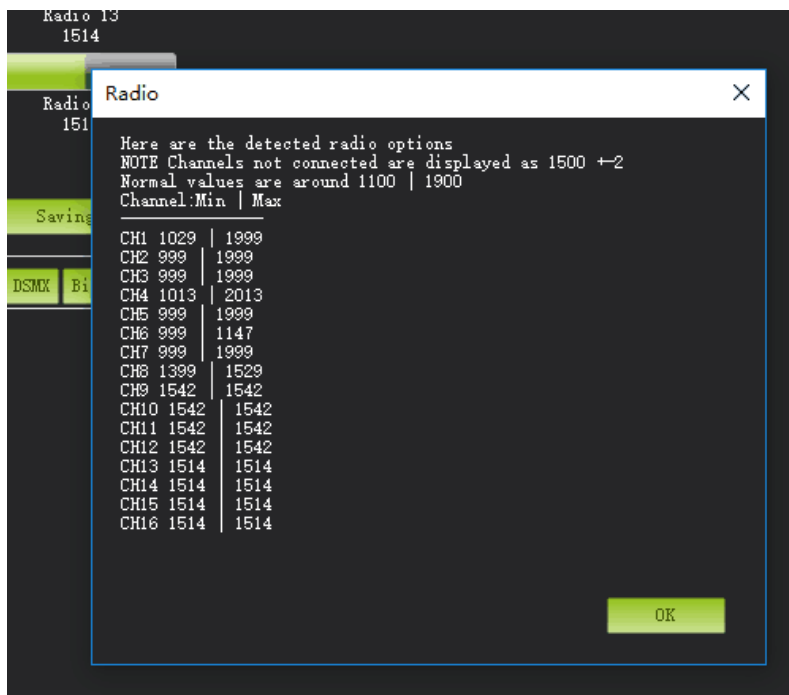 Radio 13
1514
Radio
151
Saving
DSMX Bi
Radio
Here are the detected radio options
NOTE Channels not connected are displayed as 1500 +-2
Normal values are around 1100 | 1900
Channel:Min | Max
CH1 1029 | 1999
CH2 999 | 1999
CH3 999 | 1999
CH4 1013 | 2013
CH5 999 | 1999
CH6 999 | 1147
CH7 999 | 1999
CH8 1399 | 1529
CH9 1542 | 1542
CH10 1542 | 1542
CH11 1542 | 1542
CH12 1542 | 1542
CH13 1514 | 1514
CH14 1514 | 1514
CH15 1514 | 1514
CH16 1514 | 1514
OK